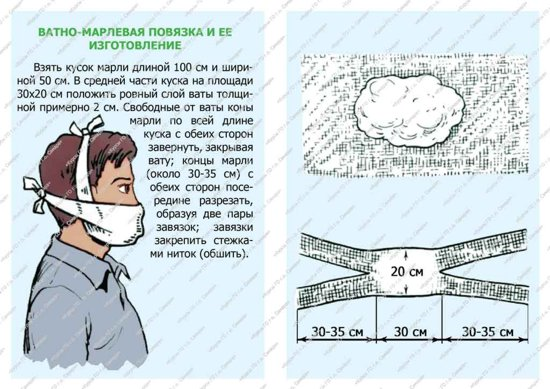 ВАТНО-МАРЛЕВАЯ ПОВЯЗКА И ЕЕ
ИЗГОТОВЛЕНИЕ
Взять кусок марли длиной 100 см и шири-
ной 50 см. В средней части куска на площади
30х20 см положить ровный слой ваты толщи-
ной примерно 2 см. Свободные от ваты концы
марли по всей длине
куска с обеих сторон
завернуть, закрывая
вату; концы марли
(около 30-35 см) с
обеих сторон посе-
редине разрезать,
образуя две пары
завязок; завязки
закрепить стежка-
ми ниток (обшить).
20 см
30-35 см
30 см
30-35 см